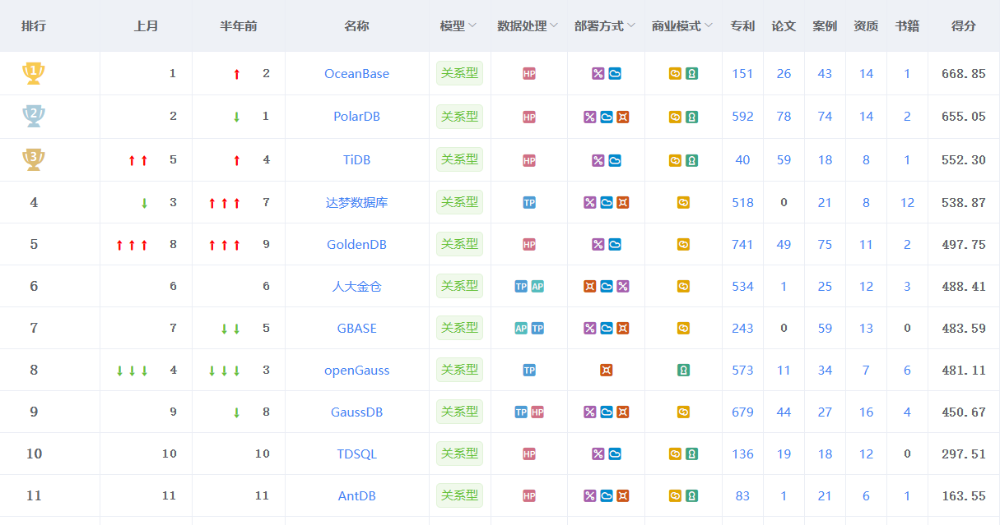 排行 上月 半年前 名称 模型 数据处理 部署方式 商业模式 专利 论文 案例 资质 书籍 得分
1 1 2 OceanBase 关系型 HP 151 26 43 14 1 668.85
2 2 1 PolarDB 关系型 HP 592 78 74 14 2 655.05
3 5 4 TiDB 关系型 HP 40 59 18 8 1 552.30
4 3 7 达梦数据库 关系型 TP 518 0 21 8 12 538.87
5 8 9 GoldenDB 关系型 HP 741 49 75 11 2 497.75
6 6 6 人大金仓 关系型 TP AP 534 1 25 12 3 488.41
7 7 5 GBASE 关系型 AP TP 243 0 59 13 0 483.59
8 4 3 openGauss 关系型 TP 573 11 34 7 6 481.11
9 9 8 GaussDB 关系型 TP HP 679 44 27 16 4 450.67
10 10 10 TDSQL 关系型 HP 136 19 18 12 0 297.51
11 11 11 AntDB 关系型 HP 83 1 21 6 1 163.55